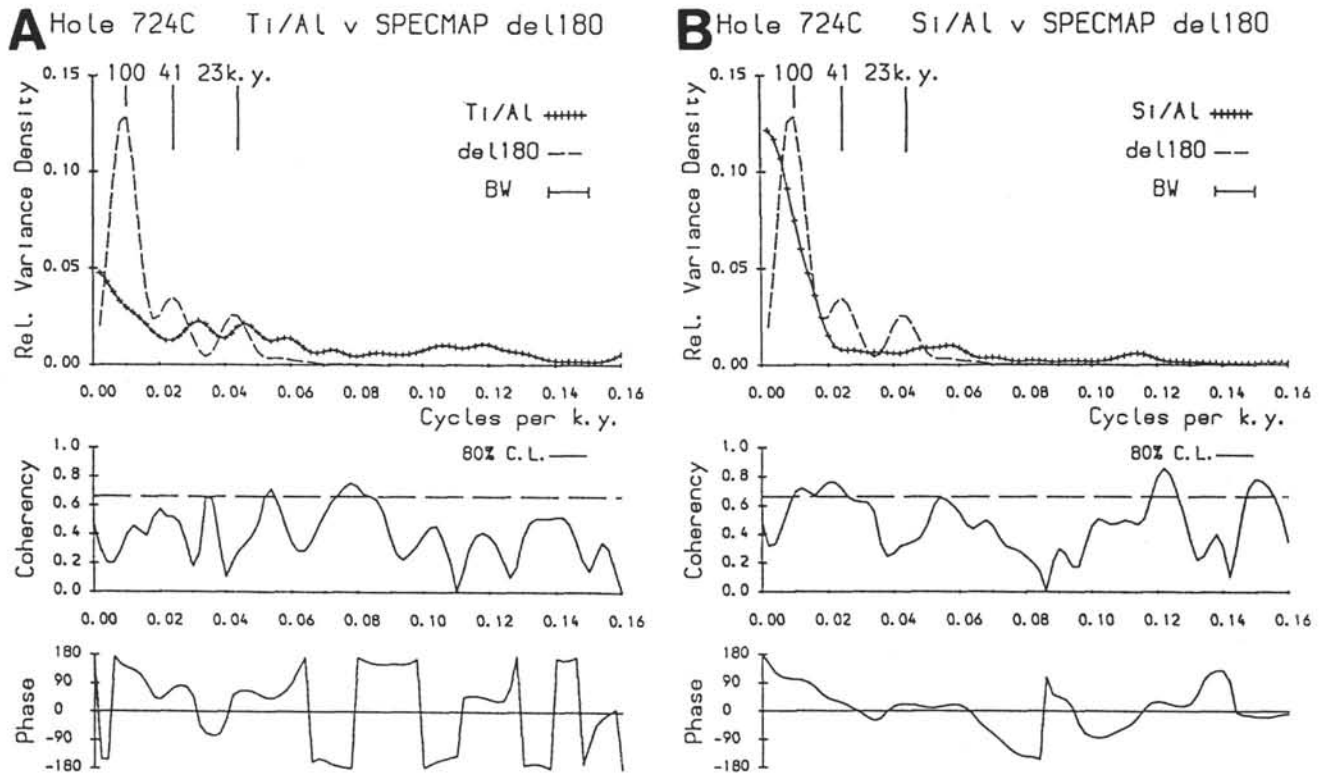 A Hole 724C Ti/Al v SPECMAP del180
0.15
100 41 23k.y.
Ti/Al
del180
BW
0.10
0.05
0.00
Rel. Variance Density
0.00 0.02 0.04 0.06 0.08 0.10 0.12 0.14 0.16
Cycles per k.y.
80% C.L.
1.0
0.8
0.6
0.4
0.2
0.0
Coherency
0.00 0.02 0.04 0.06 0.08 0.10 0.12 0.14 0.16
180
90
0
-90
-180
Phase
B Hole 724C Si/Al v SPECMAP del180
0.15
100 41 23k.y.
Si/Al
del180
BW
0.10
0.05
0.00
Rel. Variance Density
0.00 0.02 0.04 0.06 0.08 0.10 0.12 0.14 0.16
Cycles per k.y.
80% C.L.
1.0
0.8
0.6
0.4
0.2
0.0
Coherency
0.00 0.02 0.04 0.06 0.08 0.10 0.12 0.14 0.16
180
90
0
-90
-180
Phase